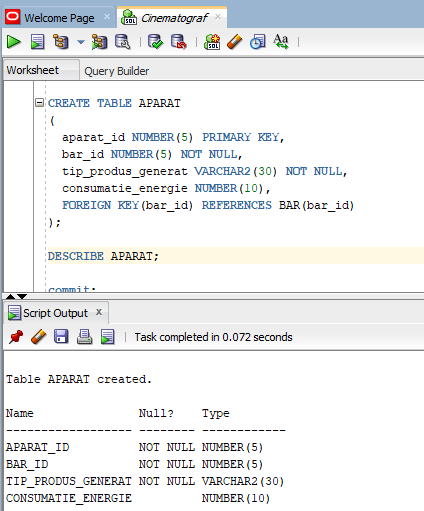 Welcome Page
Cinematograf
Worksheet
Query Builder
CREATE TABLE APARAT
(
aparat_id NUMBER(5) PRIMARY KEY,
bar_id NUMBER(5) NOT NULL,
tip_produs_generat VARCHAR2(30) NOT NULL,
consumatie_energie NUMBER(10),
FOREIGN KEY(bar_id) REFERENCES BAR(bar_id)
);
DESCRIBE APARAT;
commit;
Script Output
Task completed in 0.072 seconds
Table APARAT created.
Name Null? Type
------------------ -------- ------------
APARAT_ID NOT NULL NUMBER(5)
BAR_ID NOT NULL NUMBER(5)
TIP_PRODUS_GENERAT NOT NULL VARCHAR2(30)
CONSUMATIE_ENERGIE NUMBER(10)